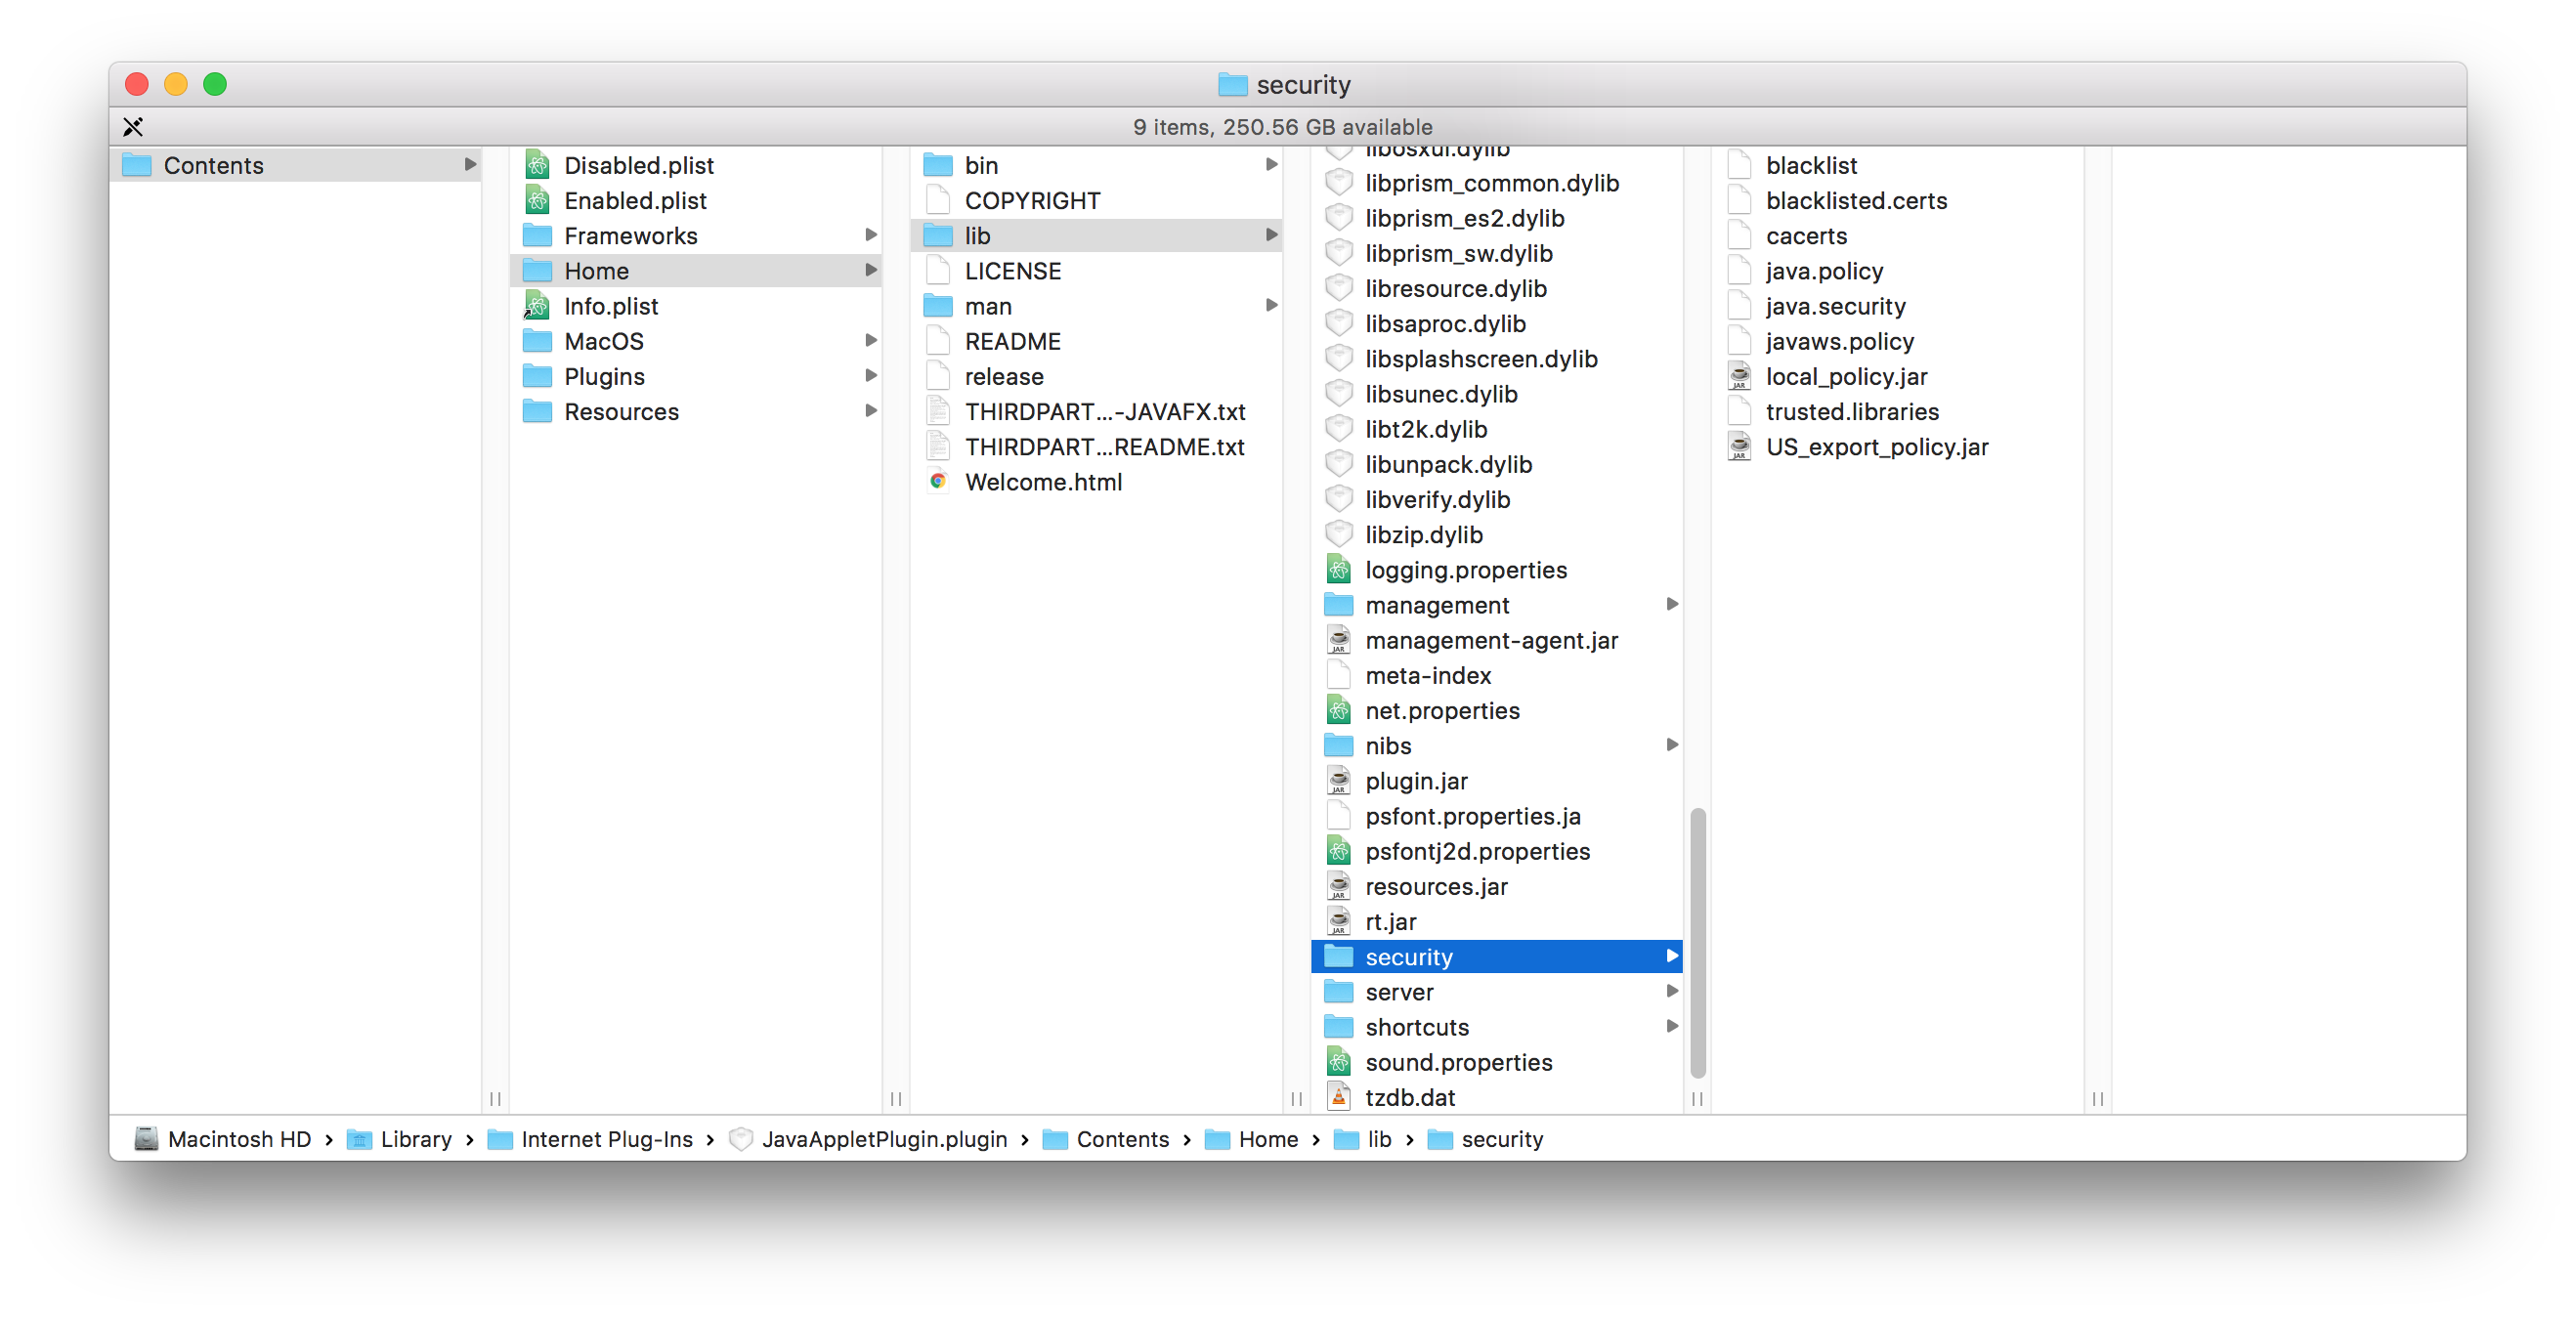 security
9 items, 250.56 GB available
Contents
Disabled.plist
Enabled.plist
Frameworks
Home
Info.plist
MacOS
Plugins
Resources
bin
COPYRIGHT
lib
LICENSE
man
README
release
THIRDPART...-JAVAFX.txt
THIRDPART...README.txt
Welcome.html
libosxui.dylib
libprism_common.dylib
libprism_es2.dylib
libprism_sw.dylib
libresource.dylib
libsaproc.dylib
libsplashscreen.dylib
libsunec.dylib
libt2k.dylib
libunpack.dylib
libverify.dylib
libzip.dylib
logging.properties
management
management-agent.jar
meta-index
net.properties
nibs
plugin.jar
psfont.properties.ja
psfontj2d.properties
resources.jar
rt.jar
security
server
shortcuts
sound.properties
tzdb.dat
blacklist
blacklisted.certs
cacerts
java.policy
java.security
javaws.policy
local_policy.jar
trusted.libraries
US_export_policy.jar
Macintosh HD › Library › Internet Plug-Ins › JavaAppletPlugin.plugin › Contents › Home › lib › security